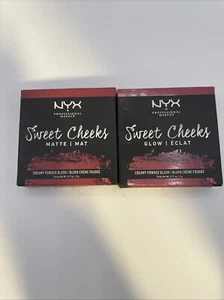 NYX
PROFESSIONAL MAKEUP
Sweet Cheeks
MATTE | MAT
CREAMY POWDER BLUSH / BLUSH CRÈME POUDRE
NYX
PROFESSIONAL MAKEUP
Sweet Cheeks
GLOW | ÉCLAT
CREAMY POWDER BLUSH / BLUSH CRÈME POUDRE